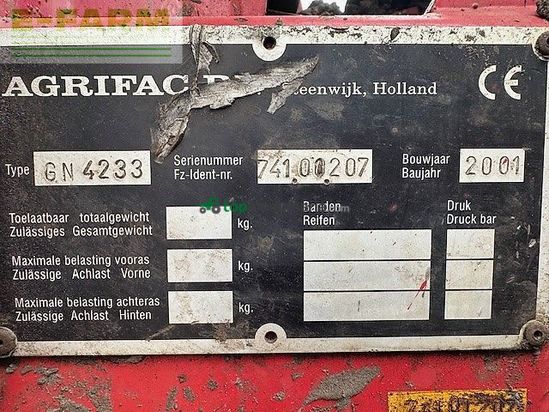 E-FARM
AGRIFAC B.V. Steenwijk, Holland CE
Type GN 4233 Serienummer Fz-Ident-nr. 74100207 Bouwjaar Baujahr 2001
Toelaatbaar totaalgewicht
Zulässiges Gesamtgewicht kg.
Banden
Reifen
Druk
Druck bar
Maximale belasting vooras
Zulässige Achlast Vorne kg.
Maximale belasting achteras
Zulässige Achlast Hinten kg.